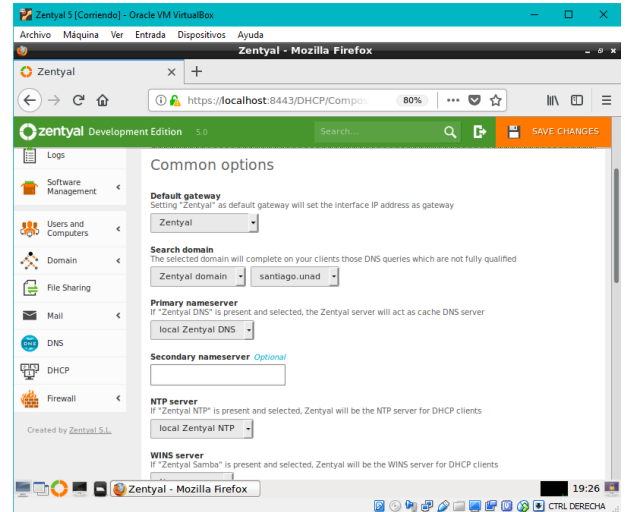 Zentyal 5 [Corriendo] - Oracle VM VirtualBox
Archivo Máquina Ver Entrada Dispositivos Ayuda
Zentyal - Mozilla Firefox
Zentyal
https://localhost:8443/DHCP/Compos
80%
zentyal Development Edition 5.0
Search...
SAVE CHANGES
Logs
Software Management
Users and Computers
Domain
File Sharing
Mail
DNS
DNS
DHCP
Firewall
Created by Zentyal S.L.
Common options
Default gateway
Setting "Zentyal" as default gateway will set the interface IP address as gateway
Zentyal
Search domain
The selected domain will complete on your clients those DNS queries which are not fully qualified
Zentyal domain santiago.unad
Primary nameserver
If "Zentyal DNS" is present and selected, the Zentyal server will act as cache DNS server
local Zentyal DNS
Secondary nameserver Optional
NTP server
If "Zentyal NTP" is present and selected, Zentyal will be the NTP server for DHCP clients
local Zentyal NTP
WINS server
If "Zentyal Samba" is present and selected, Zentyal will be the WINS server for DHCP clients
Zentyal - Mozilla Firefox
19:26
CTRL DERECHA